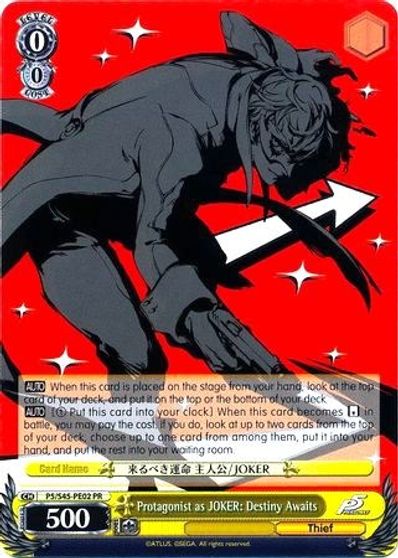 LEVEL
0
0
COST
AUTO When this card is placed on the stage from your hand, look at the top
card of your deck, and put it on the top or the bottom of your deck.
AUTO [① Put this card into your clock] When this card becomes [ ], you may pay the cost. If you do, look at up to two cards from the
top of your deck, choose up to one card from among them, put it into your
hand, and put the rest into your waiting room.
Card Name 来るべき運命 主人公/JOKER
CH P5/S45-PE02 PR
Protagonist as JOKER: Destiny Awaits
P5
500
Thief
©ATLUS. ©SEGA. All rights reserved.